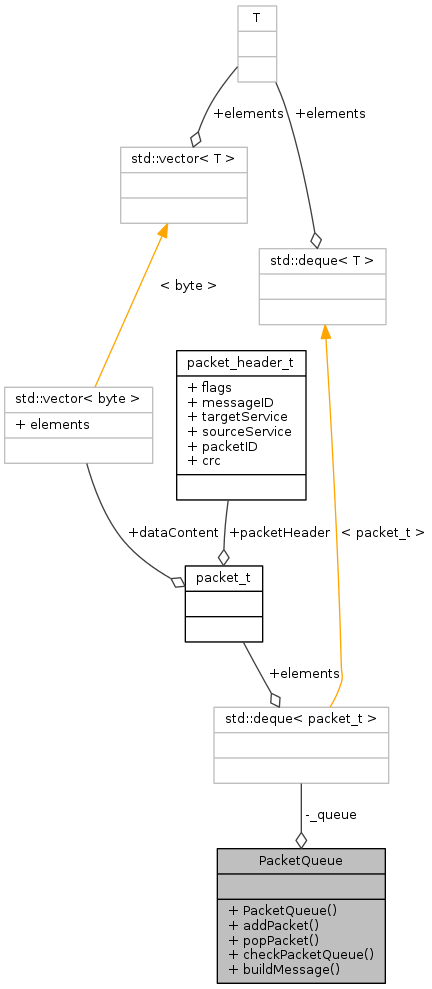 T
+elements
+elements
std::vector< T >
std::deque< T >
< byte >
packet_header_t
+ flags
+ messageID
+ targetService
+ sourceService
+ packetID
+ crc
std::vector< byte >
+ elements
+dataContent
+packetHeader
< packet_t >
packet_t
+elements
std::deque< packet_t >
-_queue
PacketQueue
+ PacketQueue()
+ addPacket()
+ popPacket()
+ checkPacketQueue()
+ buildMessage()